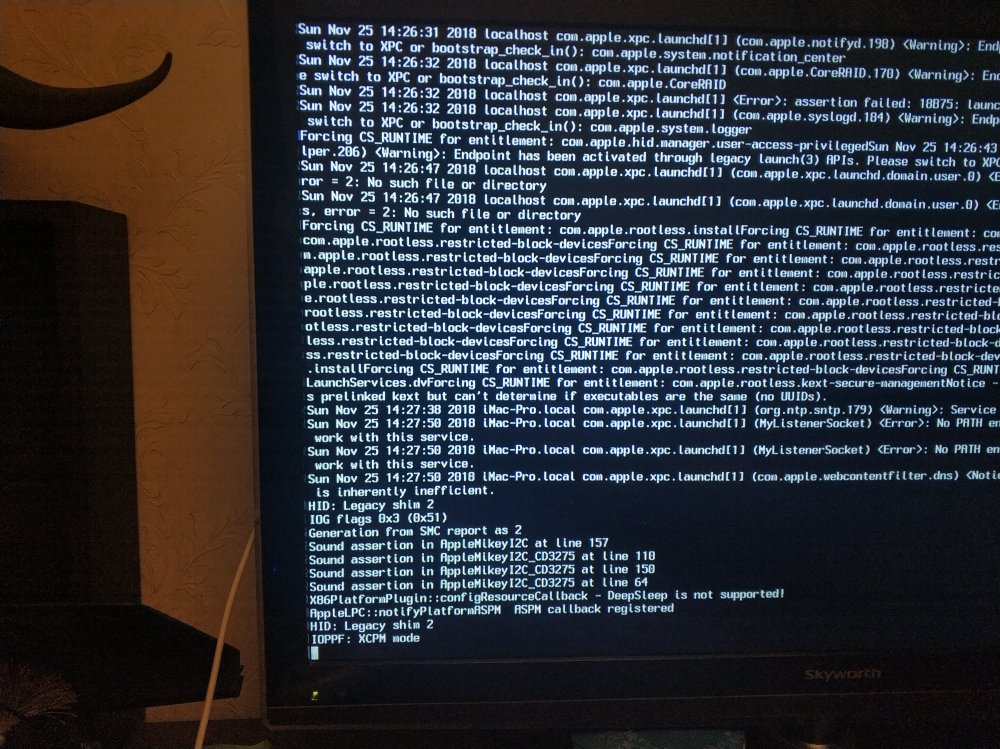 Sun Nov 25 14:26:31 2018 localhost com.apple.xpc.launchd[1] (com.apple.notifyd.198) <Warning>: Endp
switch to XPC or bootstrap_check_in(): com.apple.system.notification_center
Sun Nov 25 14:26:32 2018 localhost com.apple.xpc.launchd[1] (com.apple.CoreRAID.170) <Warning>: End
e switch to XPC or bootstrap_check_in(): com.apple.CoreRAID
Sun Nov 25 14:26:32 2018 localhost com.apple.xpc.launchd[1] <Error>: assertion failed: 18B75: launc
Sun Nov 25 14:26:32 2018 localhost com.apple.xpc.launchd[1] (com.apple.syslogd.184) <Warning>: Endp
switch to XPC or bootstrap_check_in(): com.apple.system.logger
Forcing CS_RUNTIME for entitlement: com.apple.hid.manager.user-access-privilegedSun Nov 25 14:26:43
lper.206) <Warning>: Endpoint has been activated through legacy launch(3) APIs. Please switch to XPC
Sun Nov 25 14:26:47 2018 localhost com.apple.xpc.launchd[1] (com.apple.xpc.launchd.domain.user.0) <E
ror = 2: No such file or directory
Sun Nov 25 14:26:47 2018 localhost com.apple.xpc.launchd[1] (com.apple.xpc.launchd.domain.user.0) <E
s, error = 2: No such file or directory
Forcing CS_RUNTIME for entitlement: com.apple.rootless.installForcing CS_RUNTIME for entitlement: co
com.apple.rootless.restricted-block-devicesForcing CS_RUNTIME for entitlement: com.apple.rootless.res
m.apple.rootless.restricted-block-devicesForcing CS_RUNTIME for entitlement: com.apple.rootless.rest
apple.rootless.restricted-block-devicesForcing CS_RUNTIME for entitlement: com.apple.rootless.restric
ple.rootless.restricted-block-devicesForcing CS_RUNTIME for entitlement: com.apple.rootless.restricte
e.rootless.restricted-block-devicesForcing CS_RUNTIME for entitlement: com.apple.rootless.restricted-b
rootless.restricted-block-devicesForcing CS_RUNTIME for entitlement: com.apple.rootless.restricted-blo
otless.restricted-block-devicesForcing CS_RUNTIME for entitlement: com.apple.rootless.restricted-block
less.restricted-block-devicesForcing CS_RUNTIME for entitlement: com.apple.rootless.restricted-block-d
ss.restricted-block-devicesForcing CS_RUNTIME for entitlement: com.apple.rootless.restricted-block-dev
.installForcing CS_RUNTIME for entitlement: com.apple.rootless.restricted-block-devicesForcing CS_RUNT
LaunchServices.dvForcing CS_RUNTIME for entitlement: com.apple.rootless.kext-secure-managementNotice -
s prelinked kext but can't determine if executables are the same (no UUIDs).
Sun Nov 25 14:27:38 2018 iMac-Pro.local com.apple.xpc.launchd[1] (org.ntp.sntp.179) <Warning>: Service
Sun Nov 25 14:27:50 2018 iMac-Pro.local com.apple.xpc.launchd[1] (MyListenerSocket) <Error>: No PATH en
work with this service.
Sun Nov 25 14:27:50 2018 iMac-Pro.local com.apple.xpc.launchd[1] (MyListenerSocket) <Error>: No PATH en
work with this service.
Sun Nov 25 14:27:50 2018 iMac-Pro.local com.apple.xpc.launchd[1] (com.apple.webcontentfilter.dns) <Noti
is inherently inefficient.
HID: Legacy shim 2
IOG flags 0x3 (0x51)
Generation from SMC report as 2
Sound assertion in AppleMikeyI2C at line 157
Sound assertion in AppleMikeyI2C_CD3275 at line 110
Sound assertion in AppleMikeyI2C_CD3275 at line 150
Sound assertion in AppleMikeyI2C_CD3275 at line 64
X86PlatformPlugin::configResourceCallback - DeepSleep is not supported!
AppleLPC::notifyPlatformASPM ASPM callback registered
HID: Legacy shim 2
IOPPF: XCPM mode
Skyworth